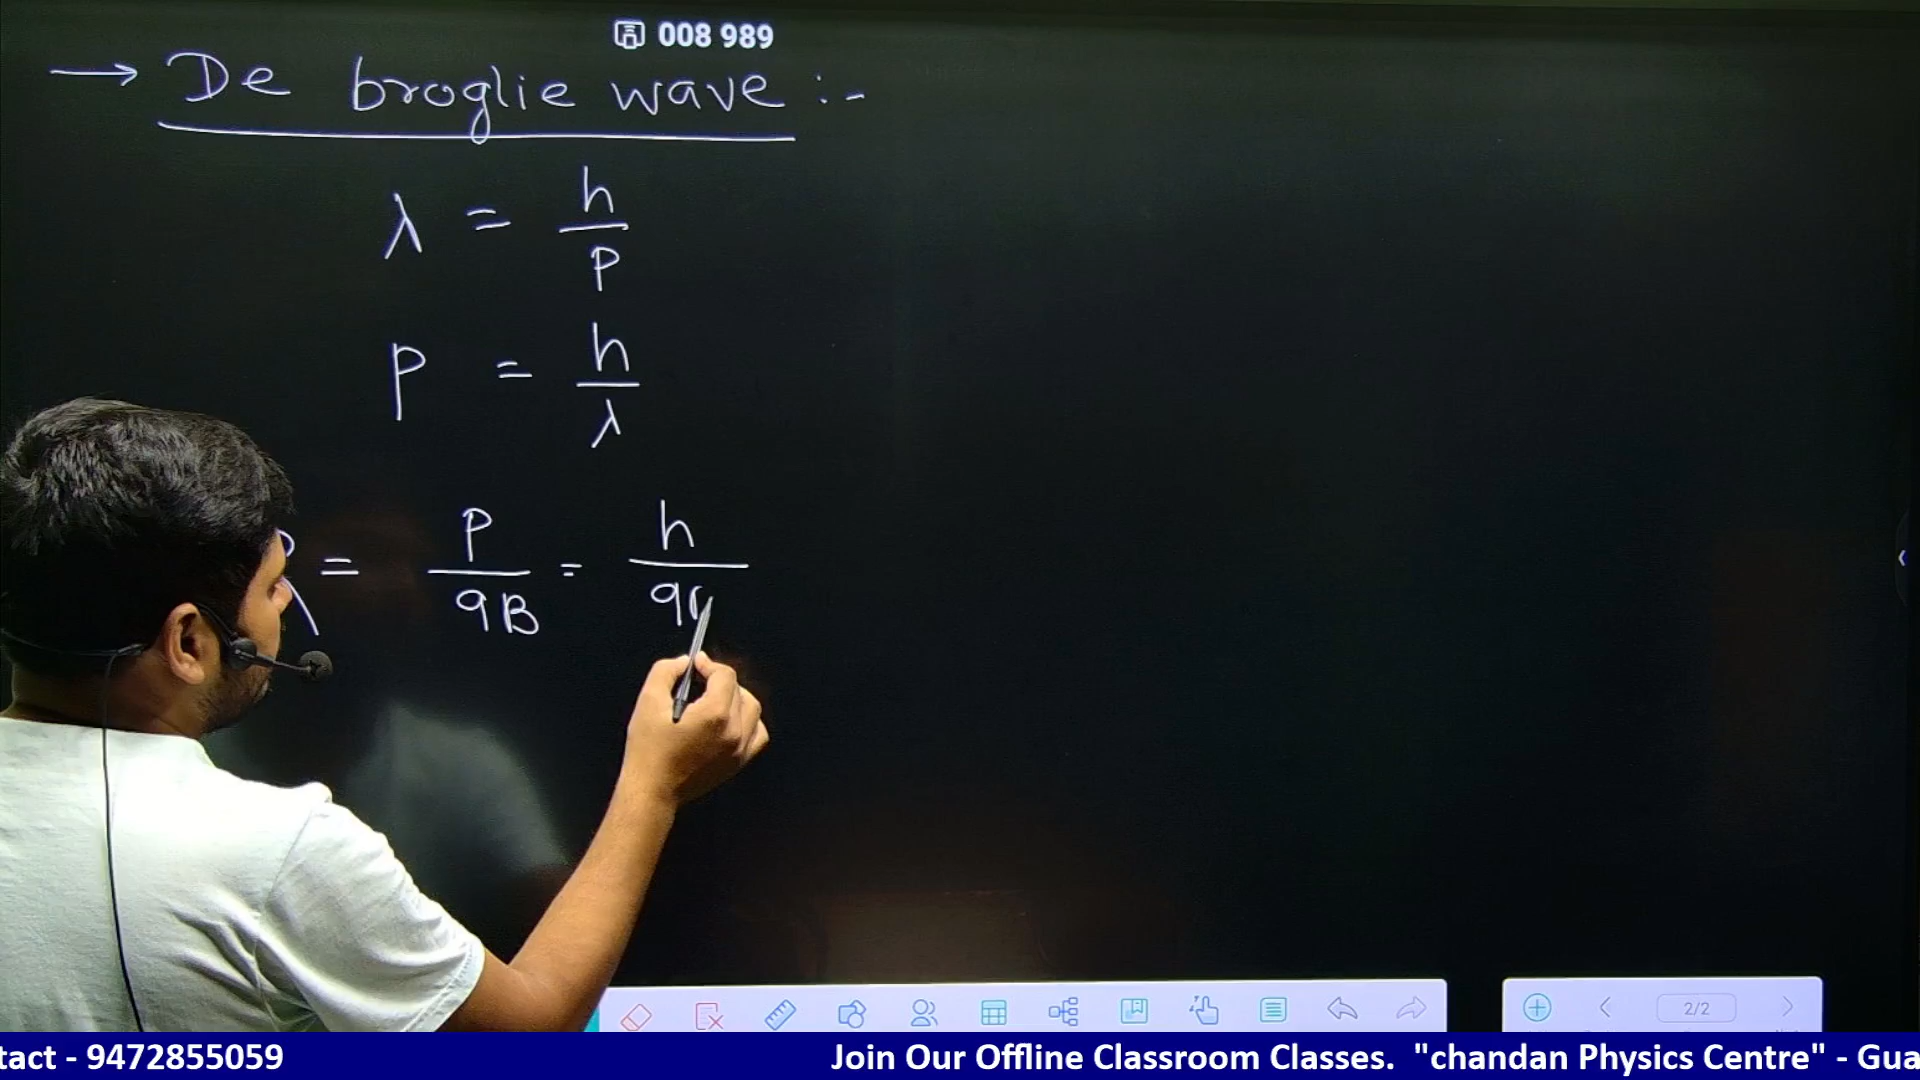 008 989
→ De broglie wave :-
λ = h/P
P = h/λ
R = P/qB = h/q
2/2
tact - 9472855059 Join Our Offline Classroom Classes. "chandan Physics Centre" - Gua